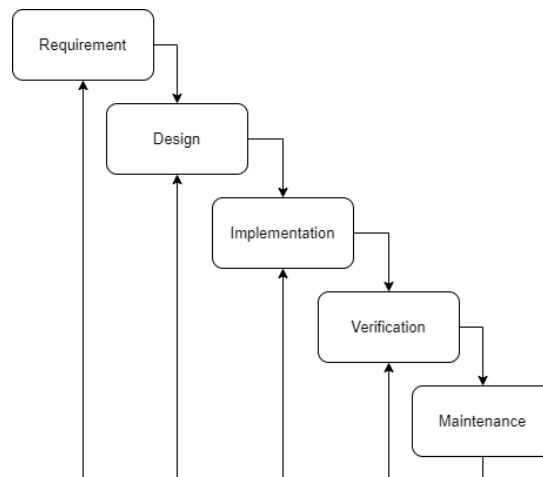 Requirement
Design
Implementation
Verification
Maintenance